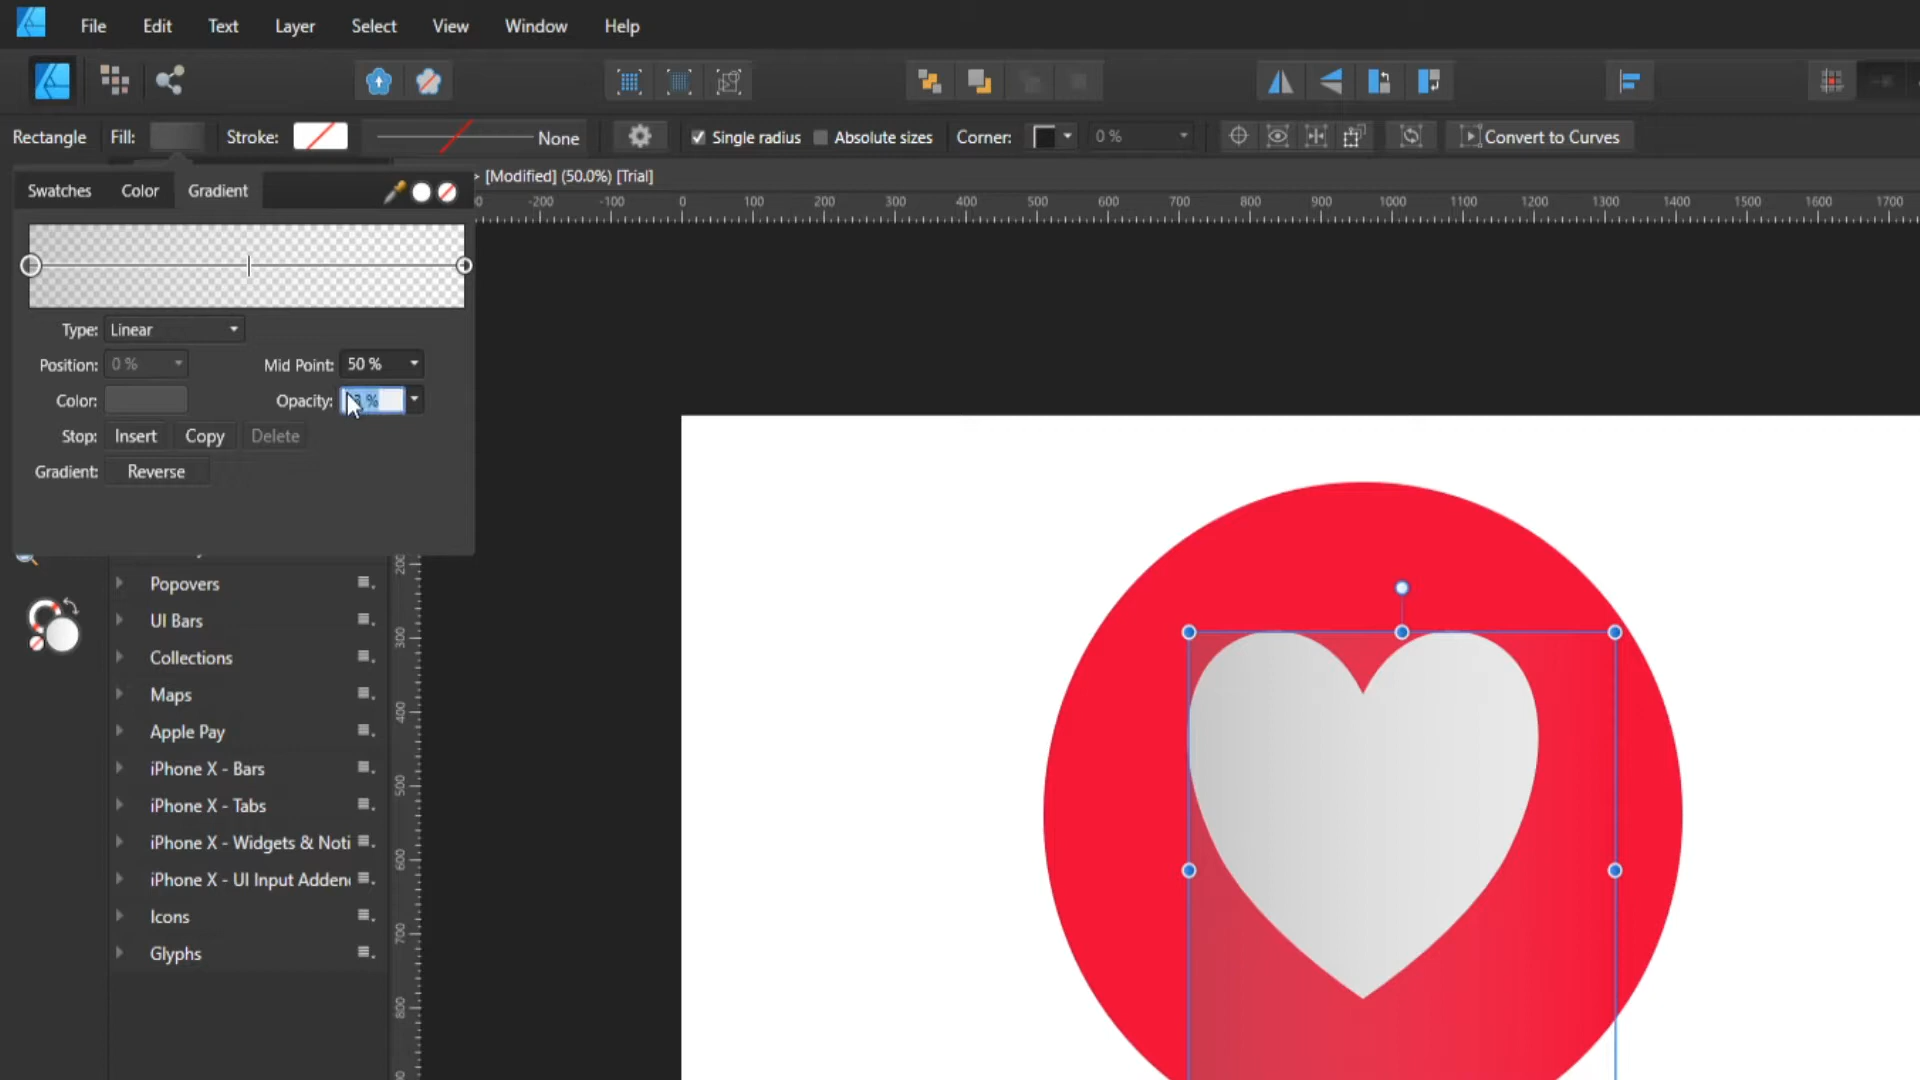 File Edit Text Layer Select View Window Help
Rectangle Fill: Stroke: None Single radius Absolute sizes Corner: 0 % Convert to Curves
Swatches Color Gradient
> [Modified] (50.0%) [Trial]
-200 -100 0 100 200 300 400 500 600 700 800 900 1000 1100 1200 1300 1400 1500 1600 1700
Type: Linear
Position: 0 % Mid Point: 50 %
Color: Opacity: %
Stop: Insert Copy Delete
Gradient: Reverse
Popovers
UI Bars
Collections
Maps
Apple Pay
iPhone X - Bars
iPhone X - Tabs
iPhone X - Widgets & Noti
iPhone X - UI Input Adden
Icons
Glyphs
200
300
400
500
600
700
800